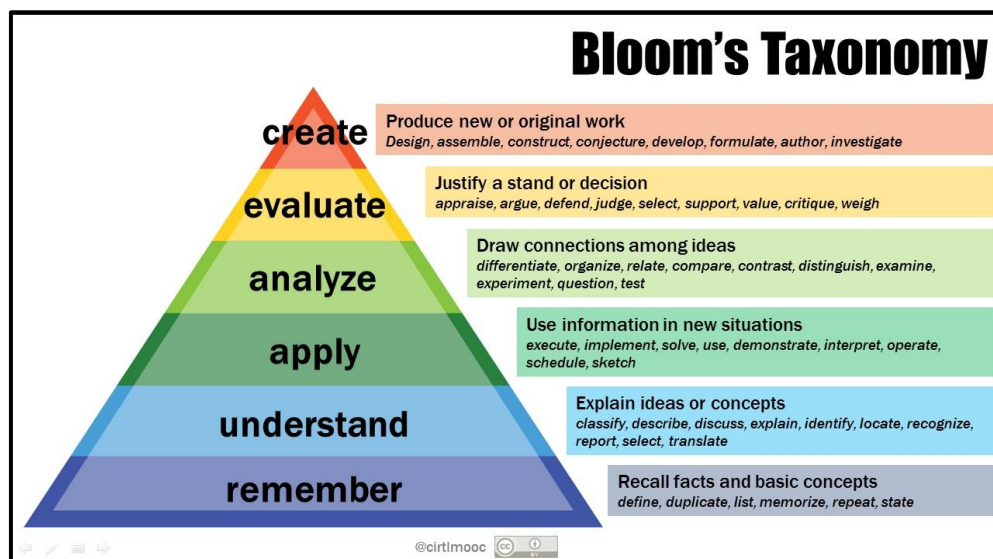 Bloom's Taxonomy
create
Produce new or original work
Design, assemble, construct, conjecture, develop, formulate, author, investigate
evaluate
Justify a stand or decision
appraise, argue, defend, judge, select, support, value, critique, weigh
analyze
Draw connections among ideas
differentiate, organize, relate, compare, contrast, distinguish, examine,
experiment, question, test
apply
Use information in new situations
execute, implement, solve, use, demonstrate, interpret, operate,
schedule, sketch
understand
Explain ideas or concepts
classify, describe, discuss, explain, identify, locate, recognize,
report, select, translate
remember
Recall facts and basic concepts
define, duplicate, list, memorize, repeat, state
@cirtlmooc
cc
BY